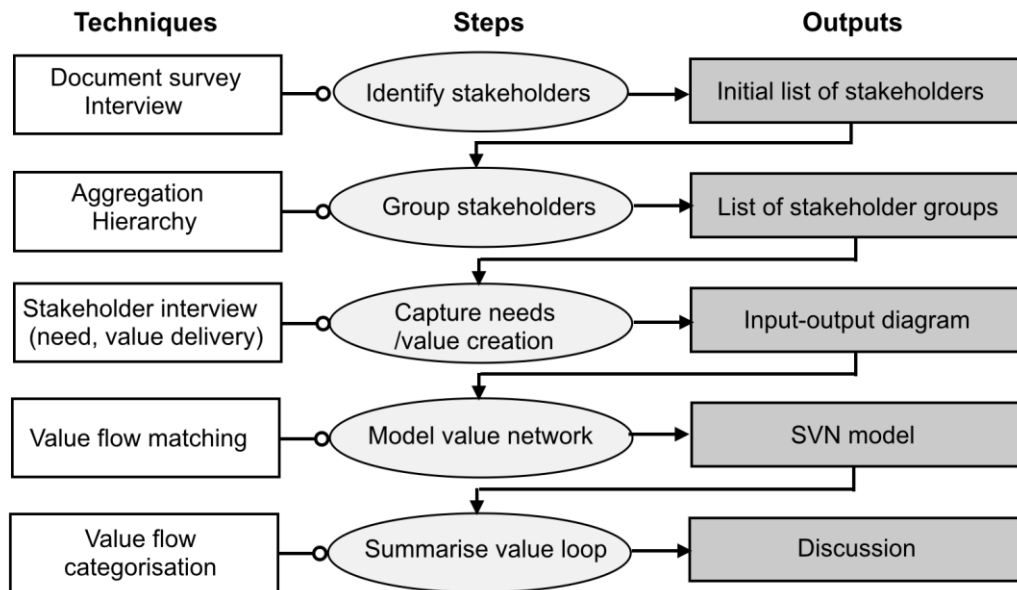 Techniques
Steps
Outputs
Document survey
Interview
Identify stakeholders
Initial list of stakeholders
Aggregation
Hierarchy
Group stakeholders
List of stakeholder groups
Stakeholder interview
(need, value delivery)
Capture needs
/value creation
Input-output diagram
Value flow matching
Model value network
SVN model
Value flow
categorisation
Summarise value loop
Discussion